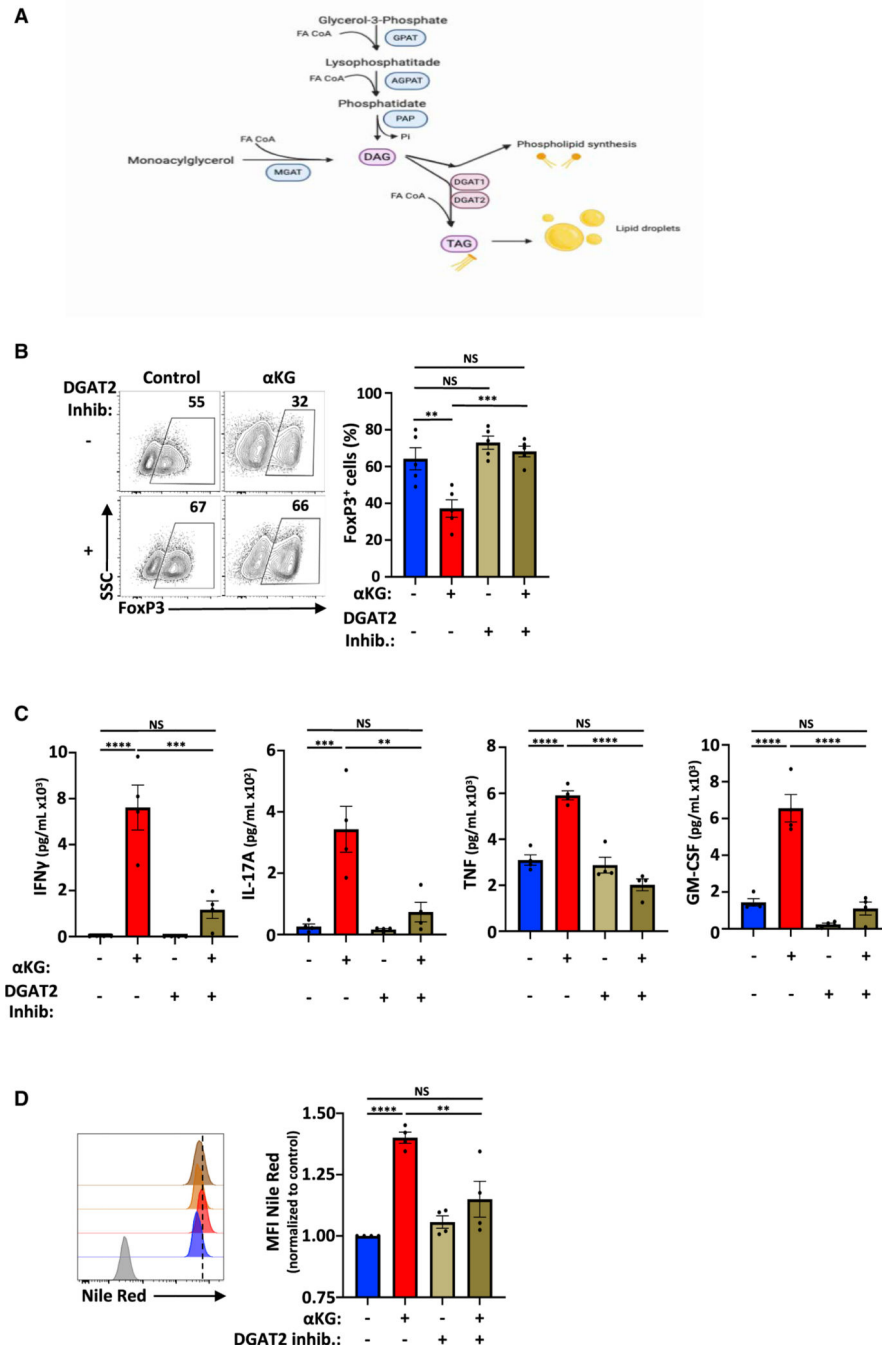 A
Glycerol-3-Phosphate
FA CoA
GPAT
Lysophosphatitade
FA CoA
AGPAT
Phosphatidate
PAP
Pi
FA CoA
Monoacylglycerol
MGAT
DAG
Phospholipid synthesis
DGAT1
DGAT2
FA CoA
TAG
Lipid droplets
B
DGAT2
Inhib:
Control
αKG
-
55
32
+
67
66
SSC
FoxP3
NS
NS
**
***
FoxP3+ cells (%)
100
80
60
40
20
0
αKG: - + - +
DGAT2
Inhib.: - - + +
C
NS
**** ***
IFNγ (pg/mL x10³)
10
8
6
4
2
0
αKG: - + - +
DGAT2
Inhib: - - + +
NS
*** **
IL-17A (pg/mL x10²)
6
4
2
0
- + - +
- - + +
NS
**** ****
TNF (pg/mL x10³)
8
6
4
2
0
- + - +
- - + +
NS
**** ****
GM-CSF (pg/mL x10³)
10
8
6
4
2
0
- + - +
- - + +
D
Nile Red
NS
**** **
MFI Nile Red
(normalized to control)
1.50
1.25
1.00
0.75
αKG: - + - +
DGAT2 inhib.: - - + +